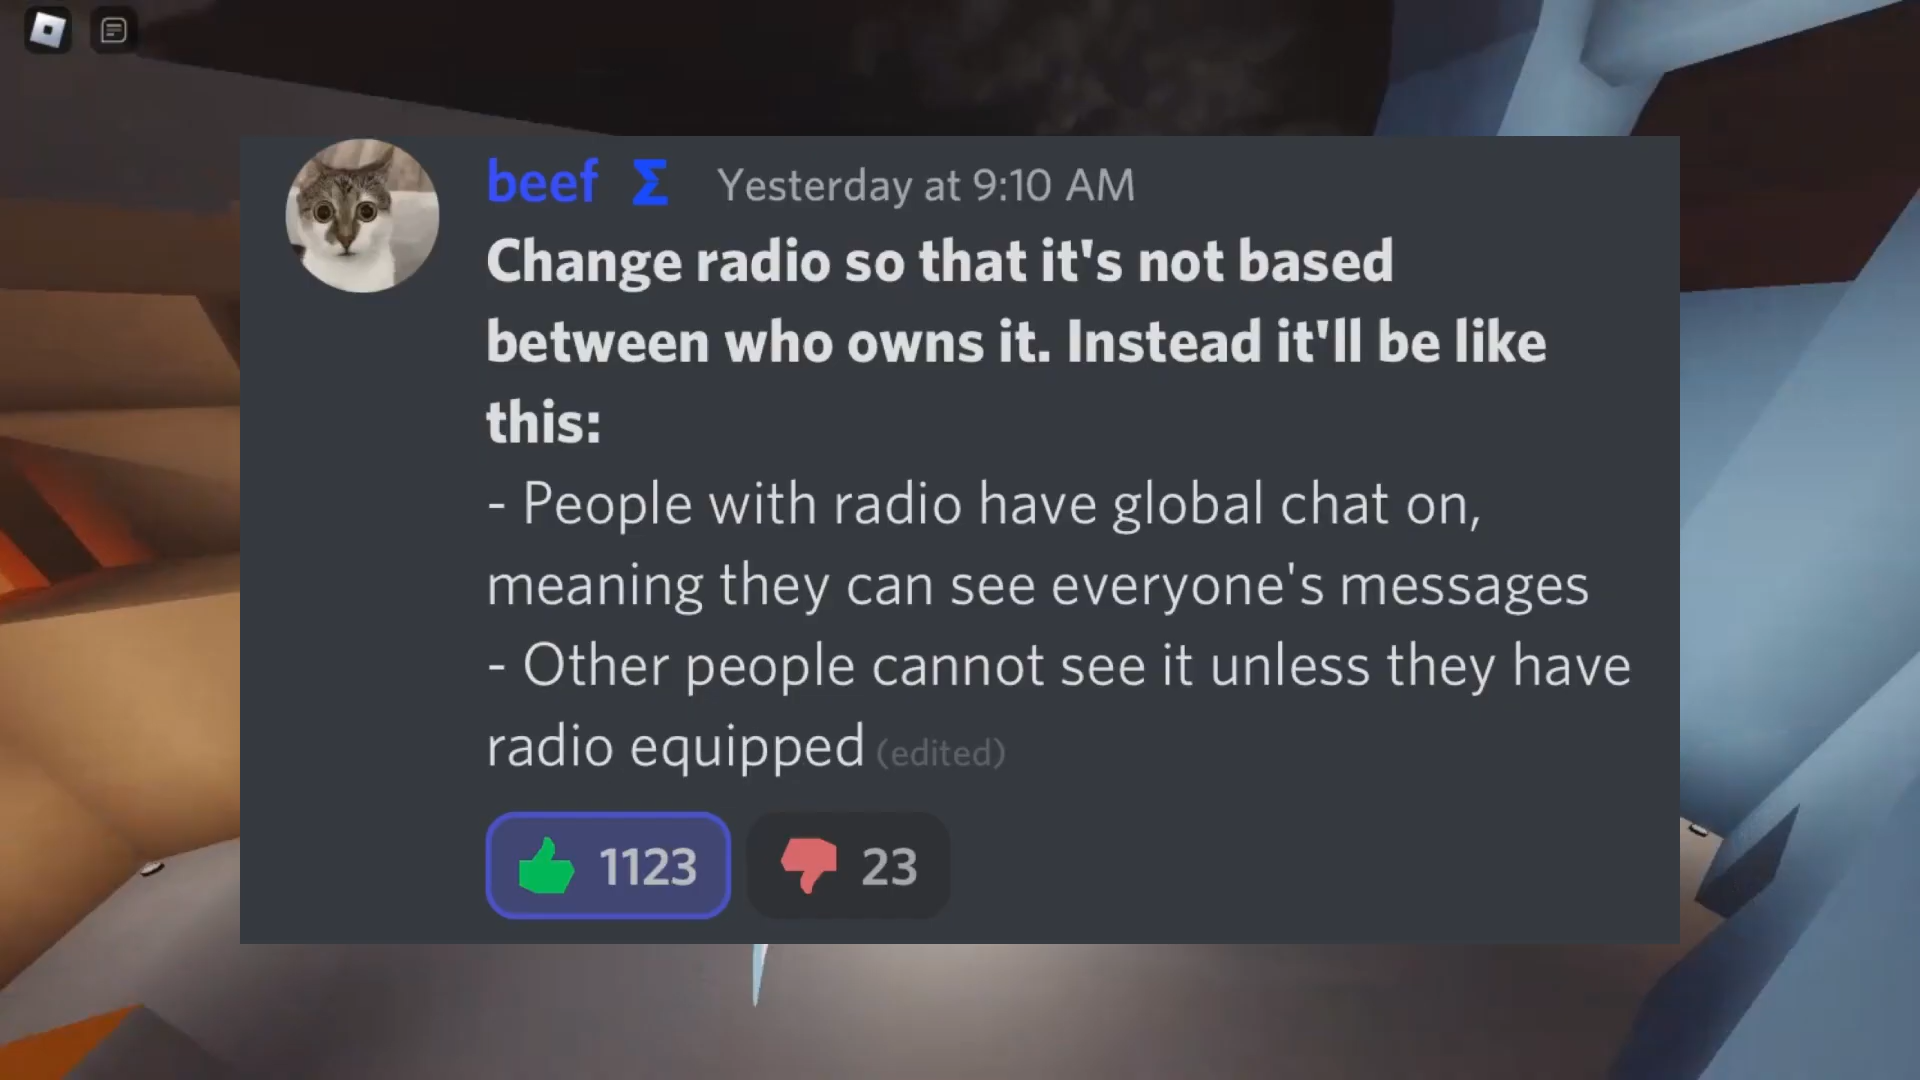 beef Σ Yesterday at 9:10 AM
Change radio so that it's not based
between who owns it. Instead it'll be like
this:
- People with radio have global chat on,
meaning they can see everyone's messages
- Other people cannot see it unless they have
radio equipped (edited)
1123 23